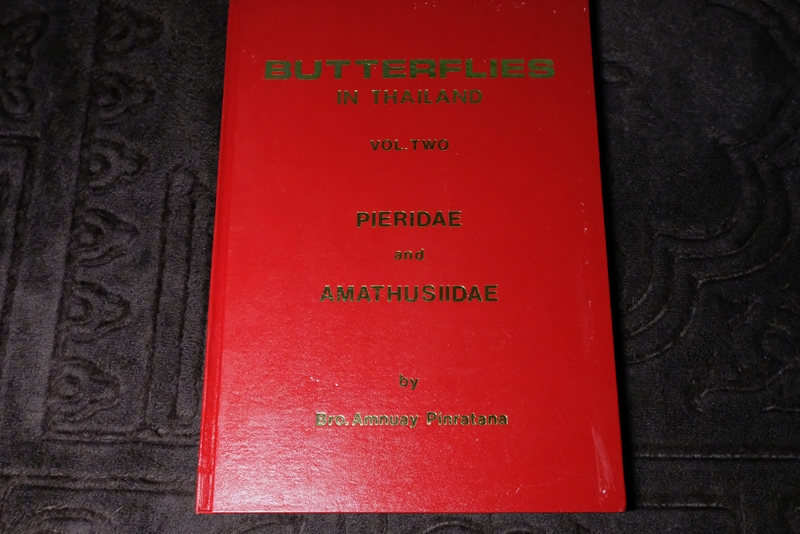 BUTTERFLIES
IN THAILAND
VOL. TWO
PIERIDAE
and
AMATHUSIIDAE
by
Bro. Amnuay Pinratana